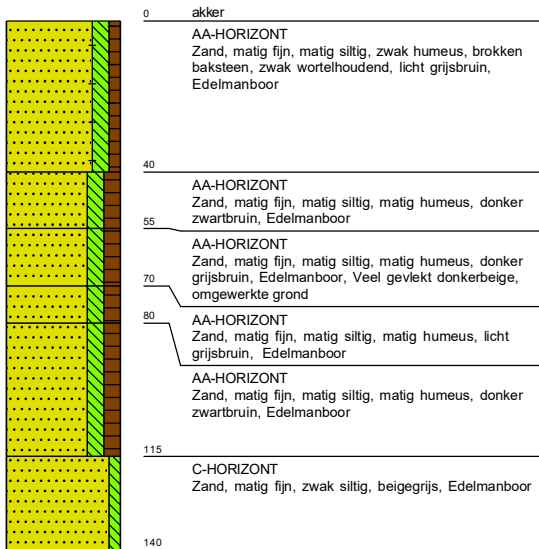 0 akker
AA-HORIZONT
Zand, matig fijn, matig siltig, zwak humeus, brokken
baksteen, zwak wortelhoudend, licht grijsbruin,
Edelmanboor
40
AA-HORIZONT
Zand, matig fijn, matig siltig, matig humeus, donker
zwartbruin, Edelmanboor
55
AA-HORIZONT
Zand, matig fijn, matig siltig, matig humeus, donker
grijsbruin, Edelmanboor, Veel gevlekt donkerbeige,
omgewerkte grond
70
AA-HORIZONT
Zand, matig fijn, matig siltig, matig humeus, licht
grijsbruin, Edelmanboor
80
AA-HORIZONT
Zand, matig fijn, matig siltig, matig humeus, donker
zwartbruin, Edelmanboor
115
C-HORIZONT
Zand, matig fijn, zwak siltig, beigegrijs, Edelmanboor
140